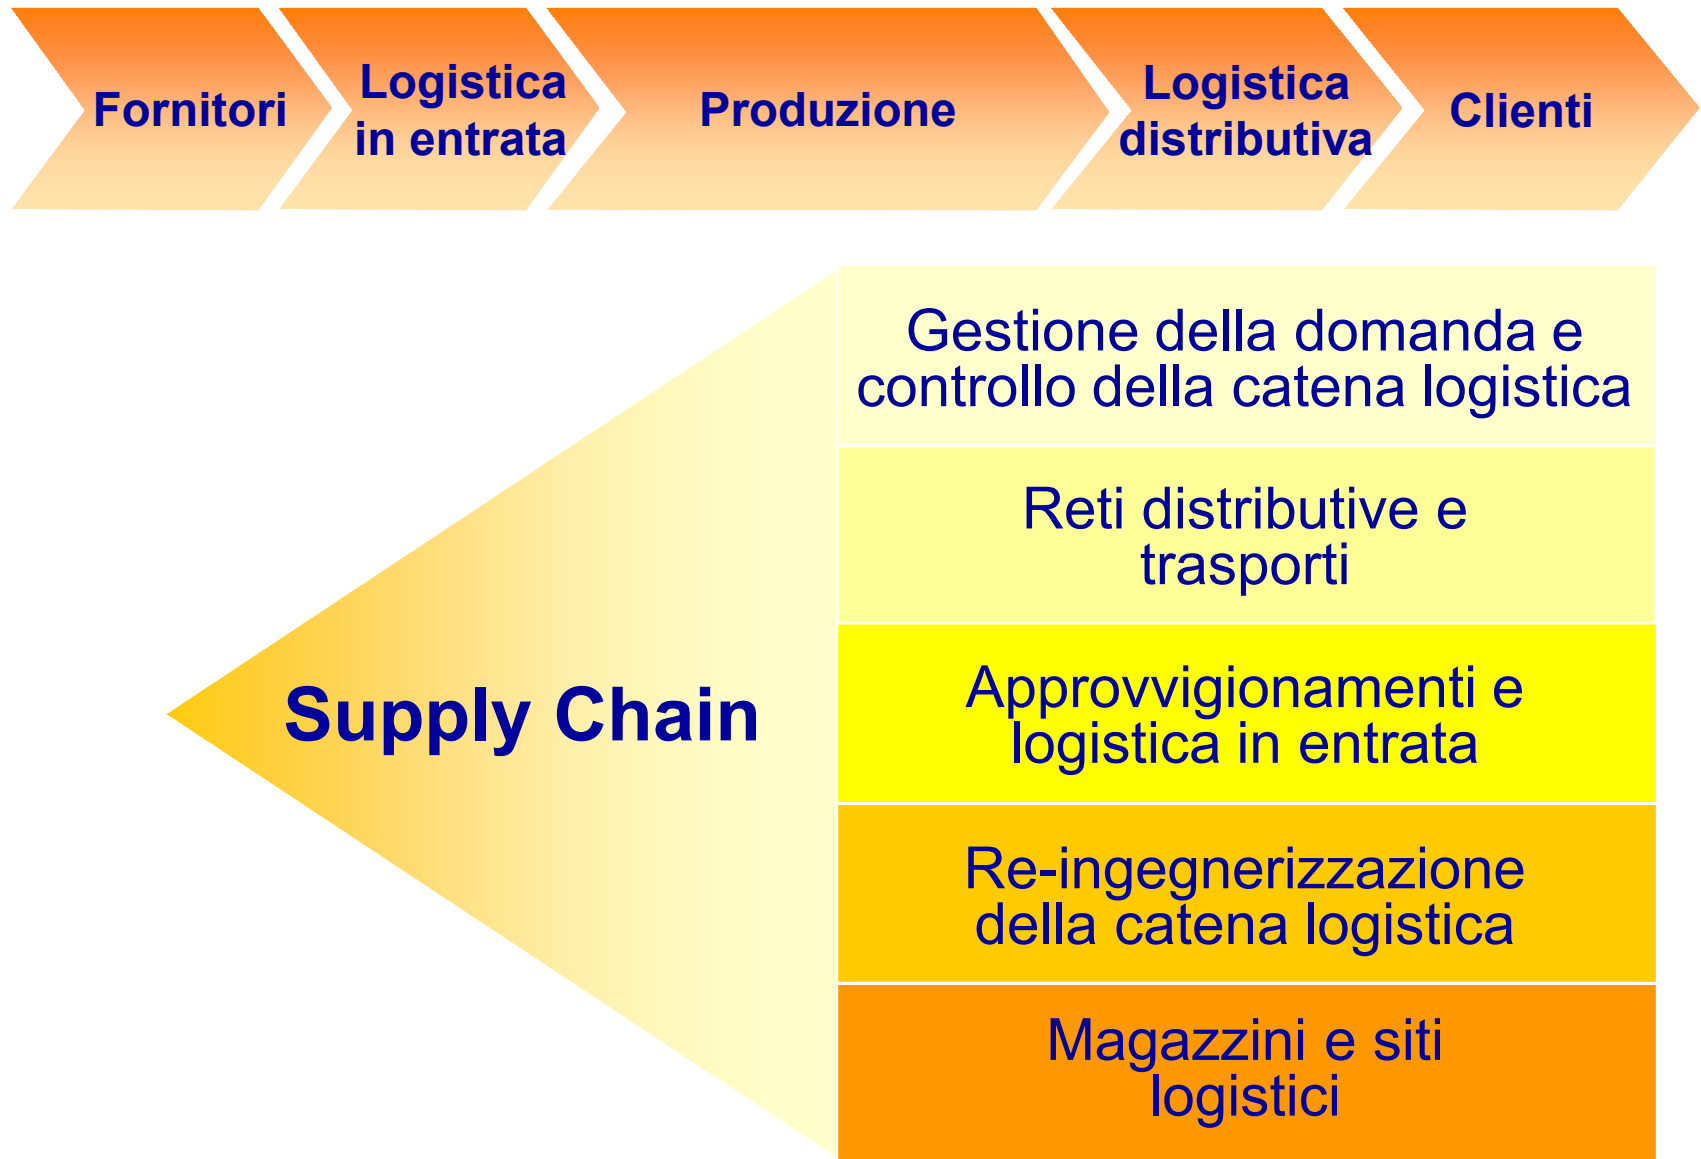 Fornitori
Logistica
in entrata
Produzione
Logistica
distributiva
Clienti
Supply Chain
Gestione della domanda e
controllo della catena logistica
Reti distributive e
trasporti
Approvvigionamenti e
logistica in entrata
Re-ingegnerizzazione
della catena logistica
Magazzini e siti
logistici